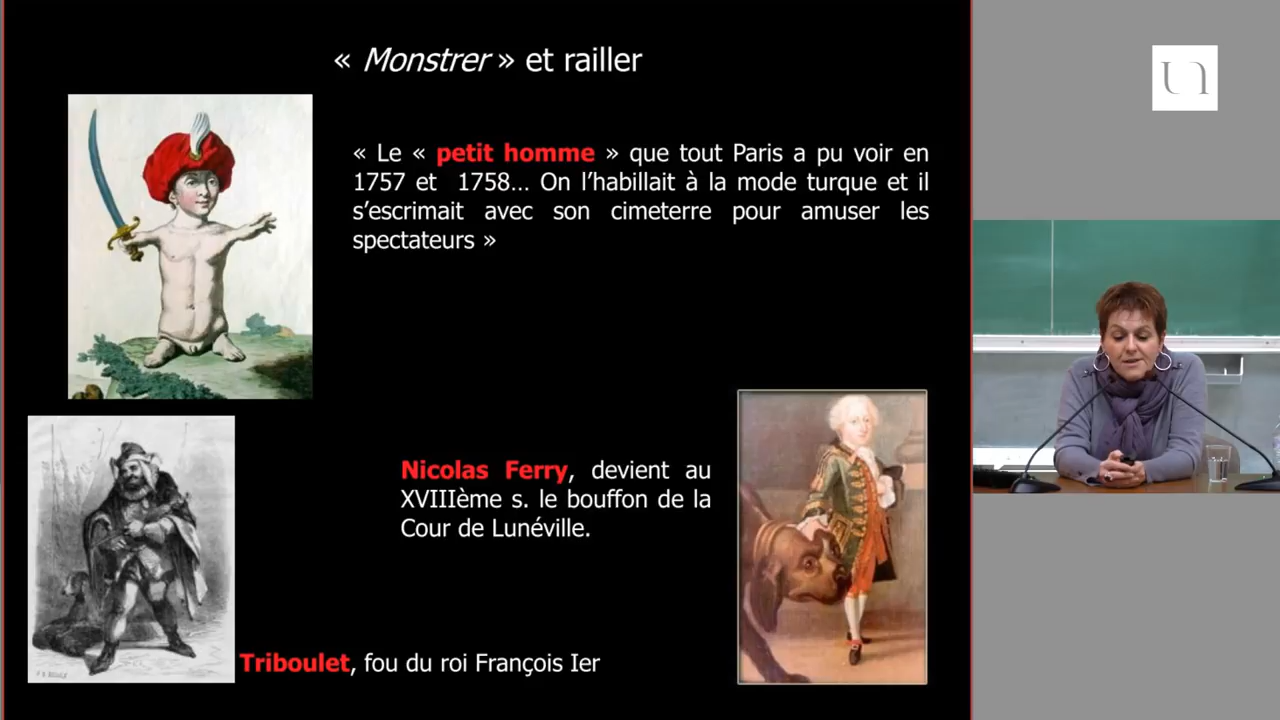 « Monstrer » et railler
« Le « petit homme » que tout Paris a pu voir en
1757 et 1758… On l’habillait à la mode turque et il
s’escrimait avec son cimeterre pour amuser les
spectateurs »
Nicolas Ferry, devient au
XVIIIème s. le bouffon de la
Cour de Lunéville.
Triboulet, fou du roi François Ier